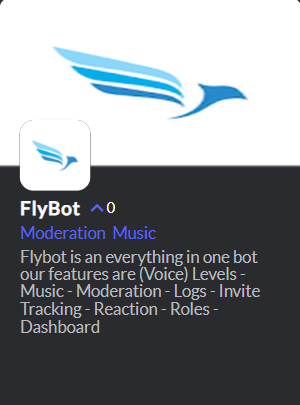 FlyBot 0
Moderation Music
Flybot is an everything in one bot
our features are (Voice) Levels -
Music - Moderation - Logs - Invite
Tracking - Reaction - Roles -
Dashboard